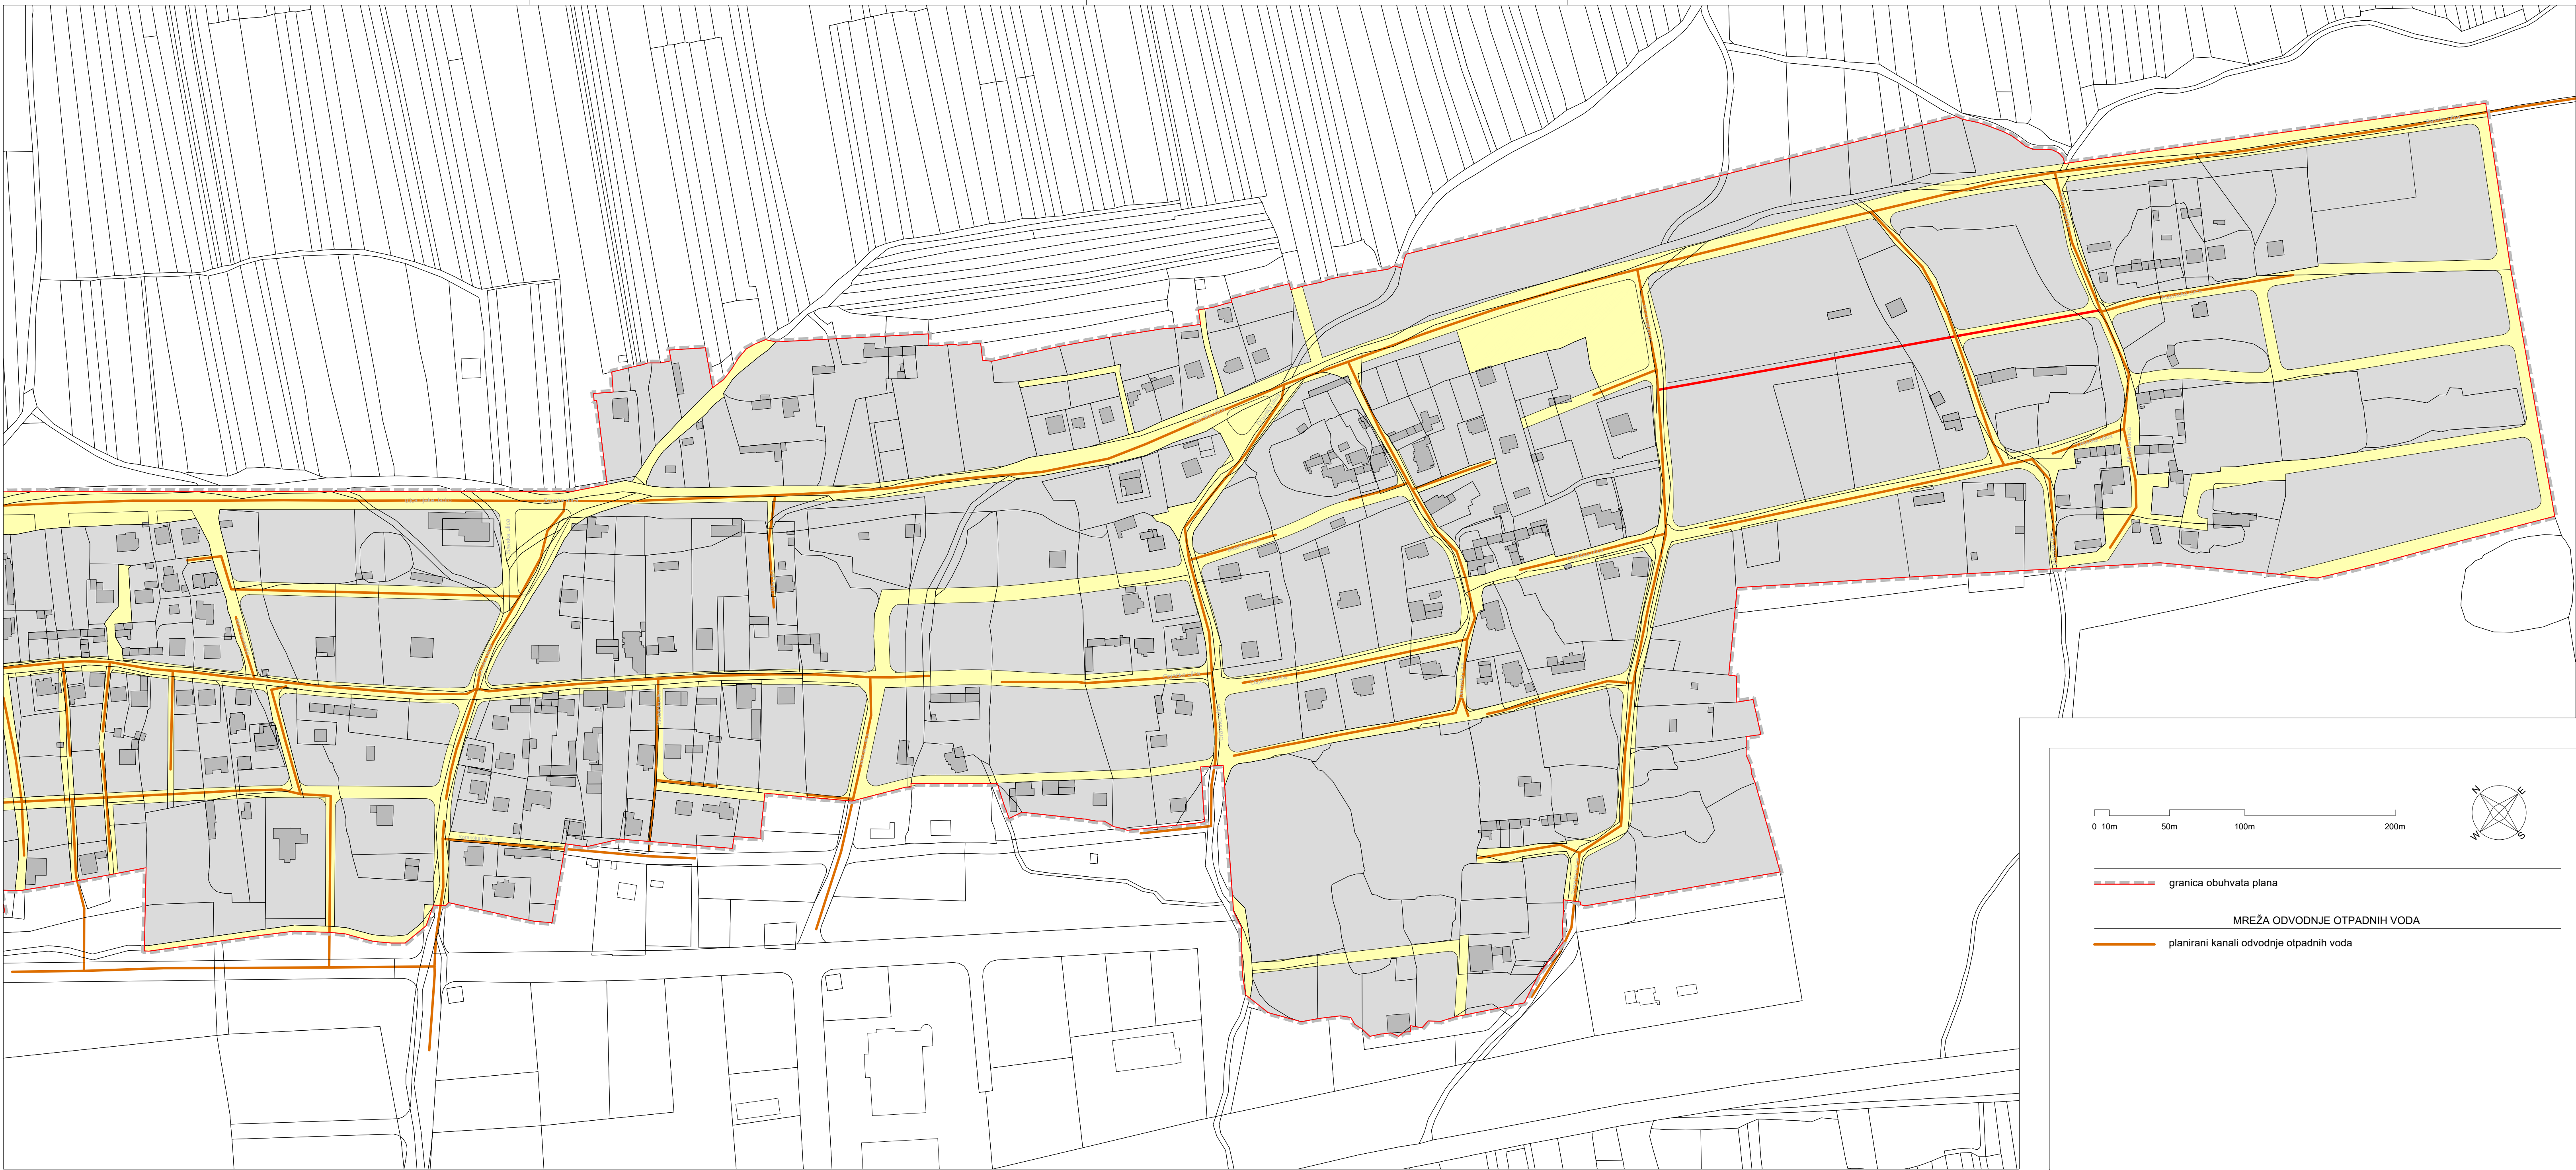 N E
W S
0 10m 50m 100m 200m
granica obuhvata plana
MREŽA ODVODNJE OTPADNIH VODA
planirani kanali odvodnje otpadnih voda